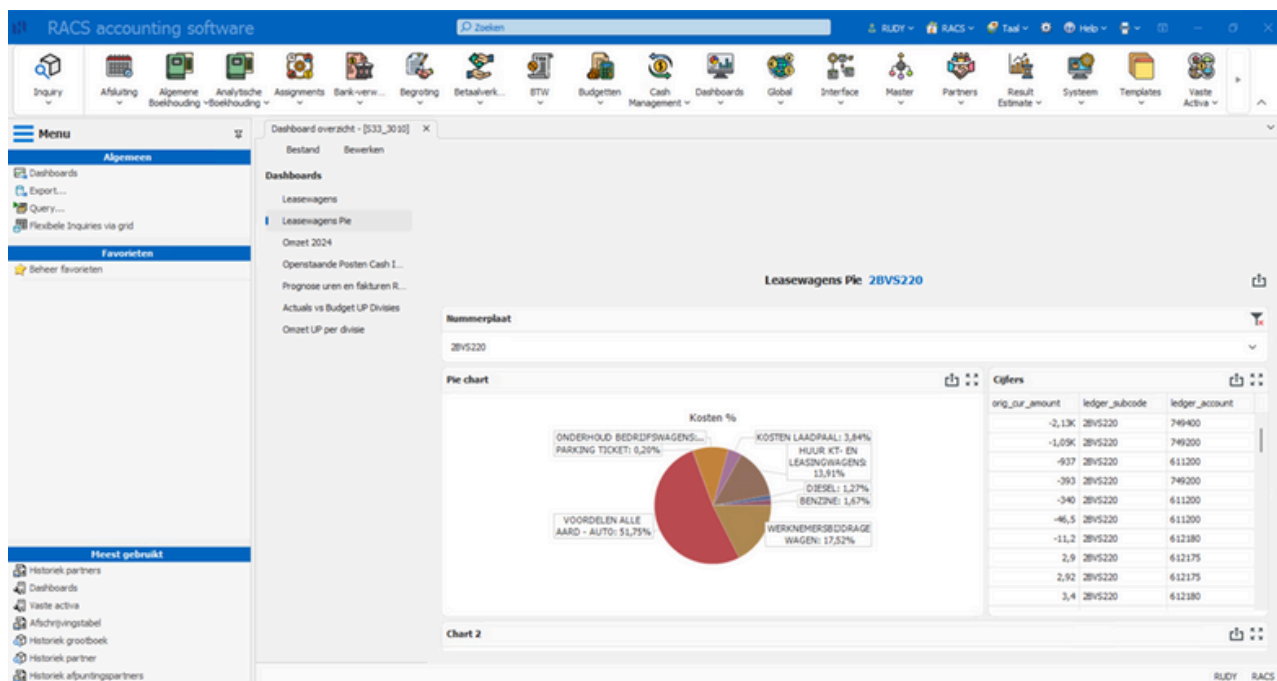 RACS accounting software
Zoeken
RUDY
RACS
Taal
Help
Inquiry
Afsluiting
Algemene Boekhouding
Analytische Boekhouding
Assignments
Bank-verw...
Begroting
Betaalverk...
BTW
Budgetten
Cash Management
Dashboards
Global
Interface
Master
Partners
Result Estimate
Systeem
Templates
Vaste Activa
Menu
Dashboard overzicht - [S33_3010]
Bestand Bewerken
Algemeen
Dashboards
Export....
Query....
Flexibele Inquiries via grid
Favorieten
Beheer favorieten
Meest gebruikt
Historiek partners
Dashboards
Vaste activa
Afschrijvingstabel
Historiek grootboek
Historiek partner
Historiek afpuntingspartners
Dashboards
Leasewagens
Leasewagens Pie
Omzet 2024
Openstaande Posten Cash I...
Prognose uren en fakturen R...
Actuals vs Budget UP Divisies
Omzet UP per divisie
Leasewagens Pie 2BVS220
Nummerplaat
2BVS220
Pie chart
Kosten %
ONDERHOUD BEDRIJFSWAGENS:...
PARKING TICKET: 0,20%
KOSTEN LAADPAAL: 3,84%
HUUR KT- EN
LEASINGWAGENS:
13,91%
DIESEL: 1,27%
BENZINE: 1,67%
VOORDELEN ALLE
AARD - AUTO: 51,75%
WERKNEMERSBIJDRAGE
WAGEN: 17,52%
Cijfers
orig_cur_amount ledger_subcode ledger_account
-2,13K 2BVS220 749400
-1,05K 2BVS220 749200
-937 2BVS220 611200
-393 2BVS220 749200
-340 2BVS220 611200
-46,5 2BVS220 611200
-11,2 2BVS220 612180
2,9 2BVS220 612175
2,92 2BVS220 612175
3,4 2BVS220 612180
Chart 2
RUDY RACS